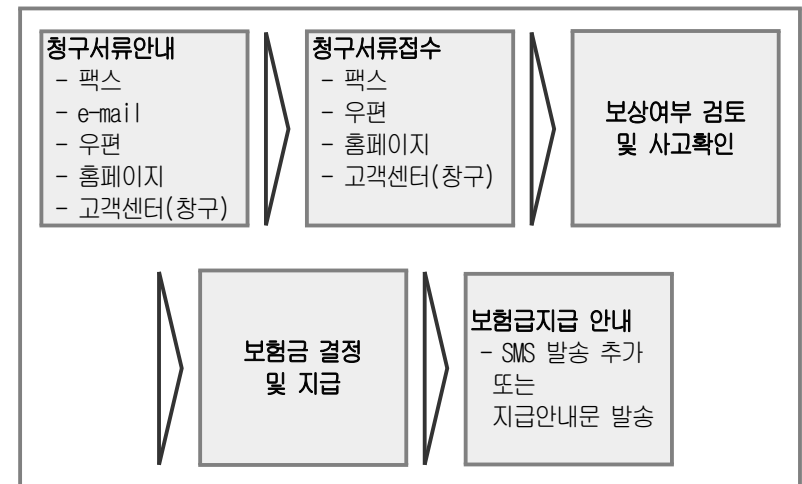 청구서류안내
- 팩스
- e-mail
- 우편
- 홈페이지
- 고객센터(창구)
청구서류접수
- 팩스
- 우편
- 홈페이지
- 고객센터(창구)
보상여부 검토
및 사고확인
보험금 결정
및 지급
보험급지급 안내
- SMS 발송 추가
또는
지급안내문 발송